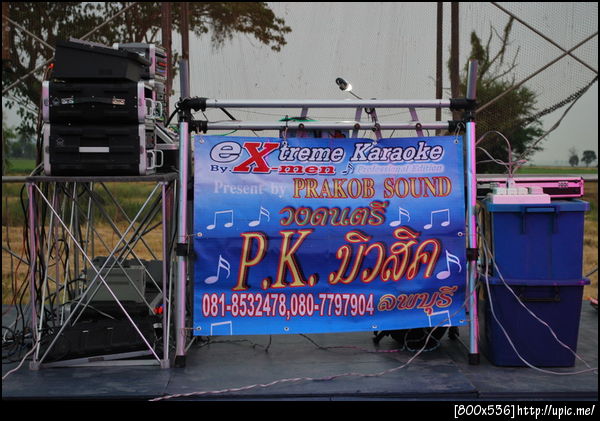 eXtreme Karaoke
By. X-men Professional Edition
Present by PRAKOB SOUND
วงดนตรี
P.K. มิวสิค
081-8532478,080-7797904 ลพบุรี
[800x536]http://upic.me/